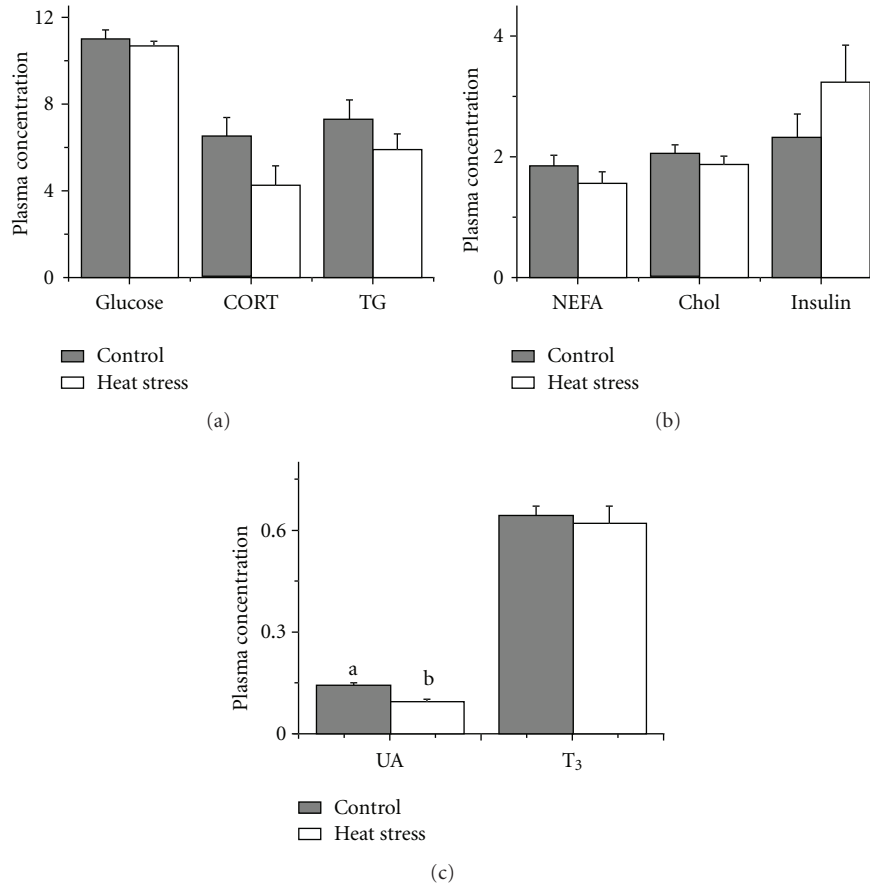 12
8
4
0
Plasma concentration
Glucose CORT TG
Control
Heat stress
(a)
4
2
0
Plasma concentration
NEFA Chol Insulin
Control
Heat stress
(b)
0.6
0.3
0
Plasma concentration
a
b
UA T₃
Control
Heat stress
(c)